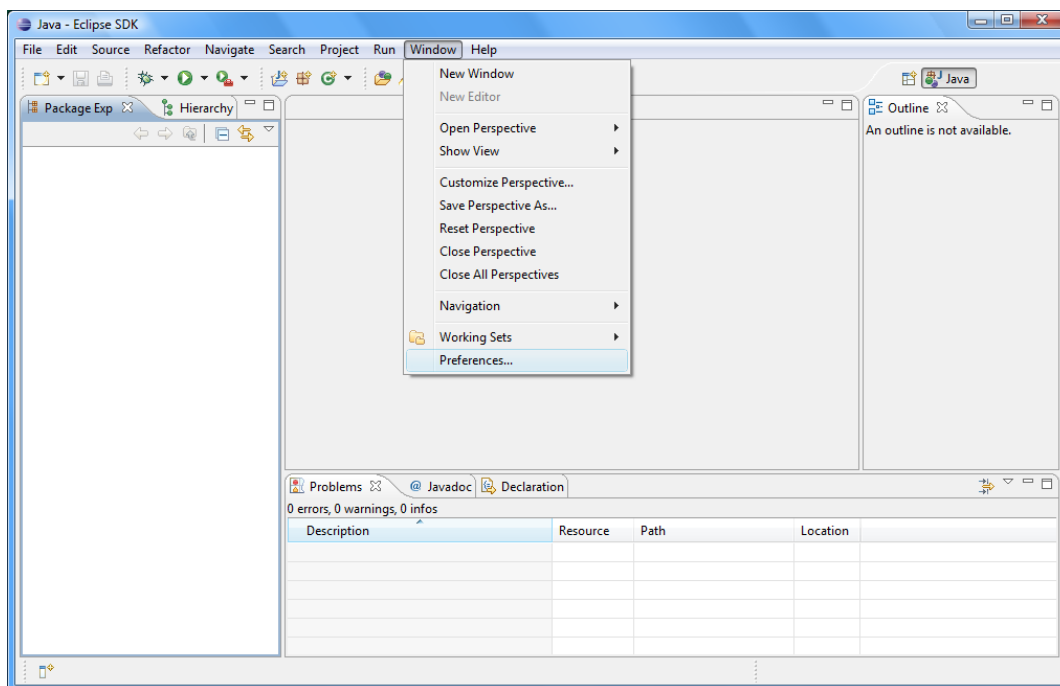 Java - Eclipse SDK
File Edit Source Refactor Navigate Search Project Run Window Help
Java
Package Exp Hierarchy
New Window
New Editor
Open Perspective
Show View
Customize Perspective...
Save Perspective As...
Reset Perspective
Close Perspective
Close All Perspectives
Navigation
Working Sets
Preferences...
Outline
An outline is not available.
Problems @ Javadoc Declaration
0 errors, 0 warnings, 0 infos
Description Resource Path Location